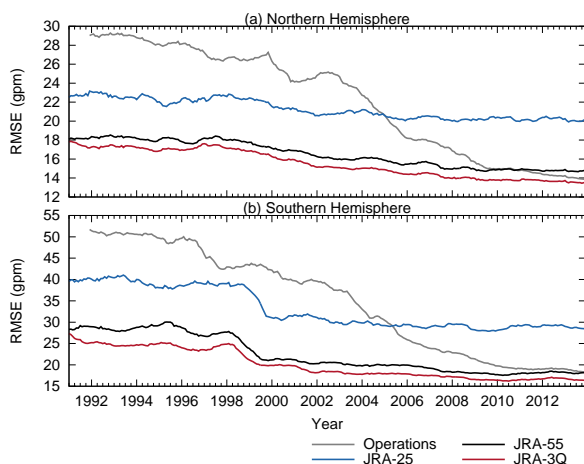 (a) Northern Hemisphere
30
28
26
24
22
20
18
16
14
12
RMSE (gpm)
(b) Southern Hemisphere
55
50
45
40
35
30
25
20
15
RMSE (gpm)
1992 1994 1996 1998 2000 2002 2004 2006 2008 2010 2012
Year
Operations
JRA-25
JRA-55
JRA-3Q